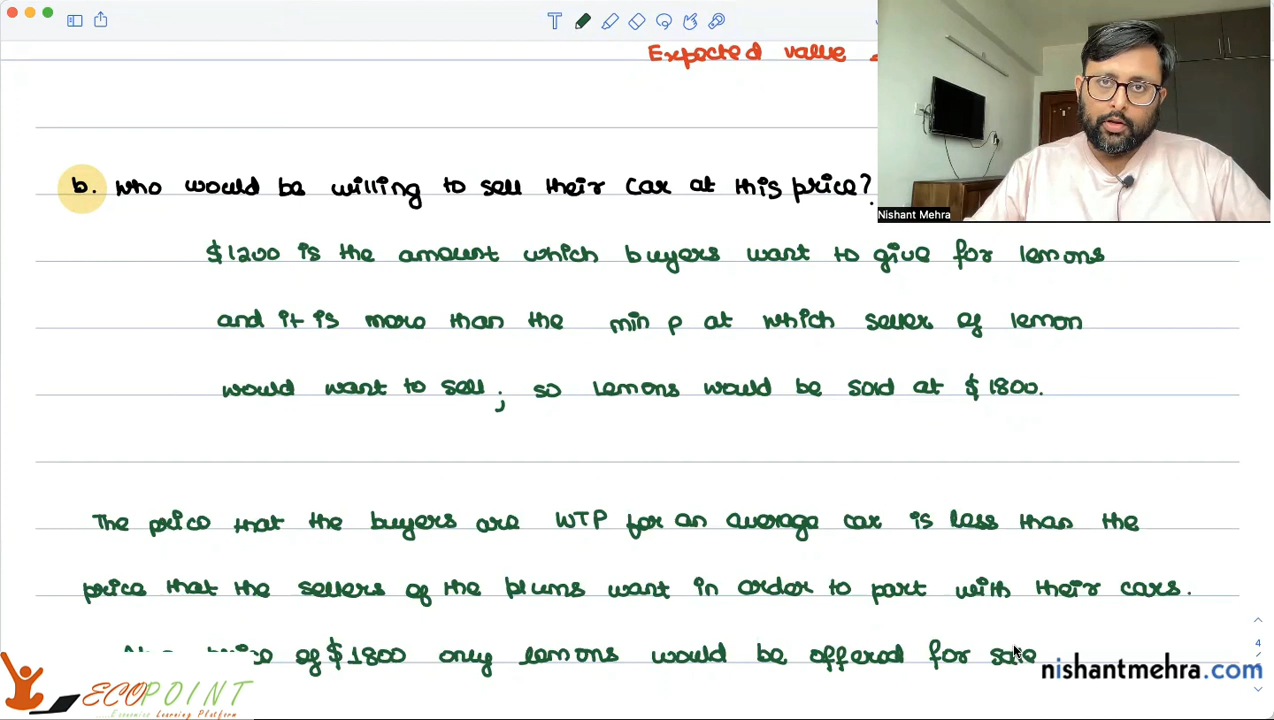 Expected value
Nishant Mehra
b. Who would be willing to sell their car at this price?
$1200 is the amount which buyers want to give for lemons
and it is more than the min p at which seller of lemon
would want to sell; so lemons would be sold at $1800.
The price that the buyers are WTP for an average car is less than the
price that the sellers of the plums want in order to part with their cars.
of $1800 only lemons would be offered for sale
nishantmehra.com
ECOPOINT
Economics Learning Platform
4